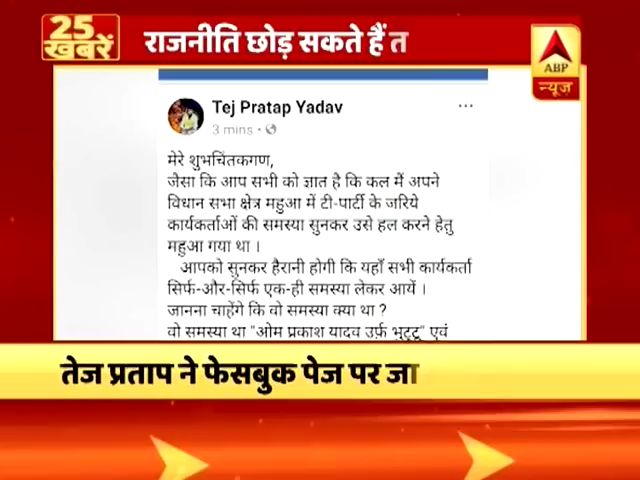 25
खबरें
राजनीति छोड़ सकते हैं त
ABP
न्यूज़
Tej Pratap Yadav
3 mins
मेरे शुभचिंतकगण,
जैसा कि आप सभी को ज्ञात है कि कल मैं अपने
विधान सभा क्षेत्र महुआ में टी-पार्टी के जरिये
कार्यकर्ताओं की समस्या सुनकर उसे हल करने हेतु
महुआ गया था ।
आपको सुनकर हैरानी होगी कि यहाँ सभी कार्यकर्ता
सिर्फ-और-सिर्फ एक-ही समस्या लेकर आयें ।
जानना चाहेंगे कि वो समस्या क्या था ?
वो समस्या था "ओम प्रकाश यादव उर्फ़ भुट्टू" एवं
तेज प्रताप ने फेसबुक पेज पर जा